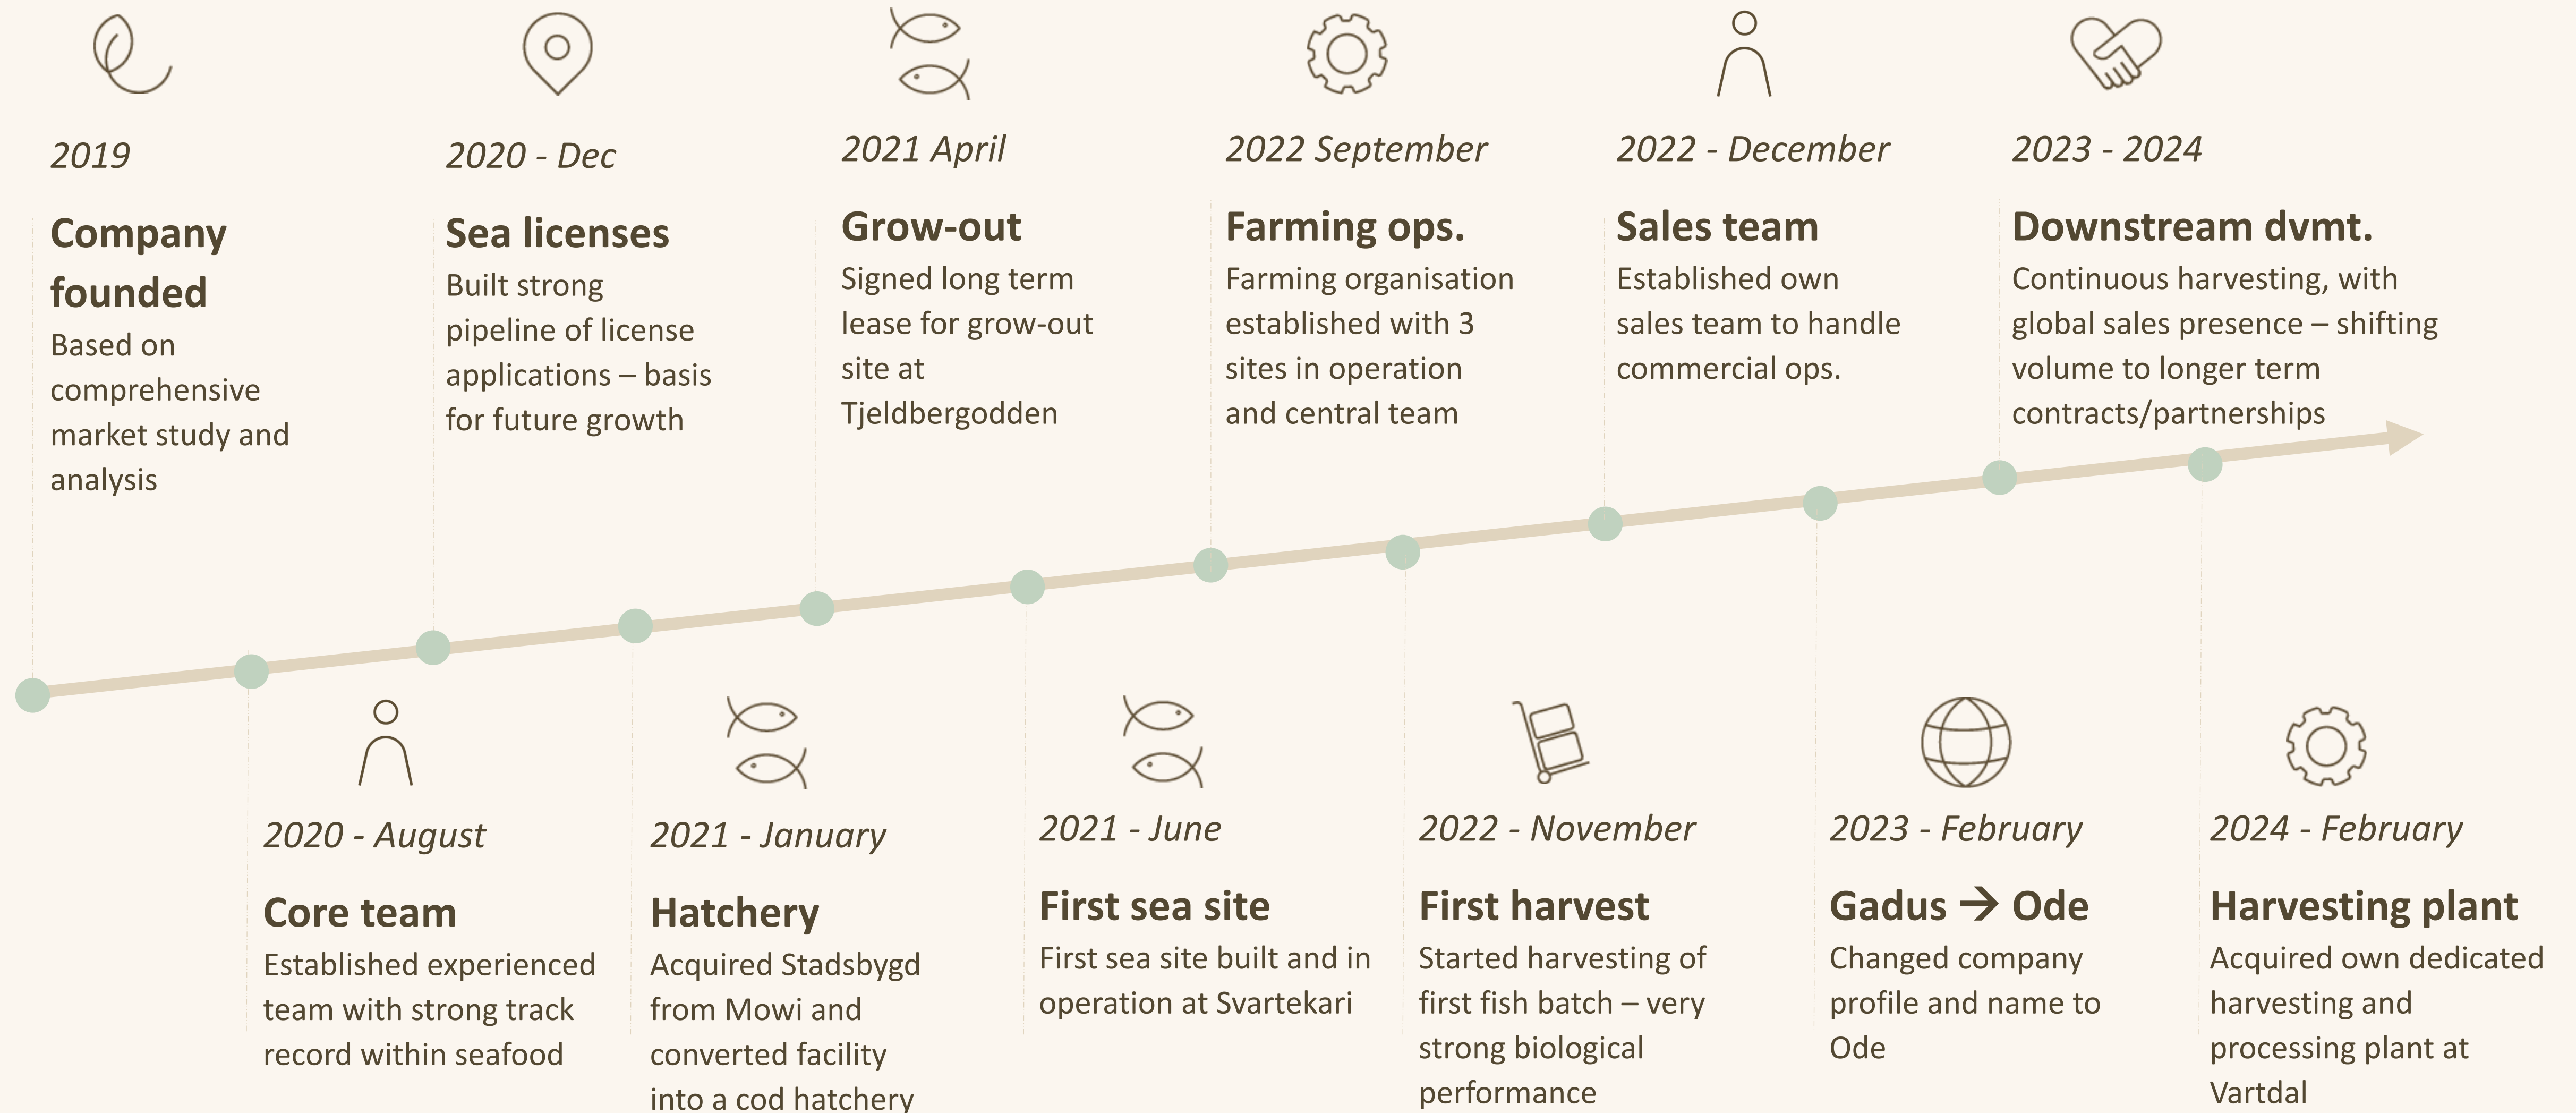 2019
Company
founded
Based on
comprehensive
market study and
analysis
2020 - Dec
Sea licenses
Built strong
pipeline of license
applications – basis
for future growth
2021 April
Grow-out
Signed long term
lease for grow-out
site at
Tjeldbergodden
2022 September
Farming ops.
Farming organisation
established with 3
sites in operation
and central team
2022 - December
Sales team
Established own
sales team to handle
commercial ops.
2023 - 2024
Downstream dvmt.
Continuous harvesting, with
global sales presence – shifting
volume to longer term
contracts/partnerships
2020 - August
Core team
Established experienced
team with strong track
record within seafood
2021 - January
Hatchery
Acquired Stadsbygd
from Mowi and
converted facility
into a cod hatchery
2021 - June
First sea site
First sea site built and in
operation at Svartekari
2022 - November
First harvest
Started harvesting of
first fish batch – very
strong biological
performance
2023 - February
Gadus → Ode
Changed company
profile and name to
Ode
2024 - February
Harvesting plant
Acquired own dedicated
harvesting and
processing plant at
Vartdal